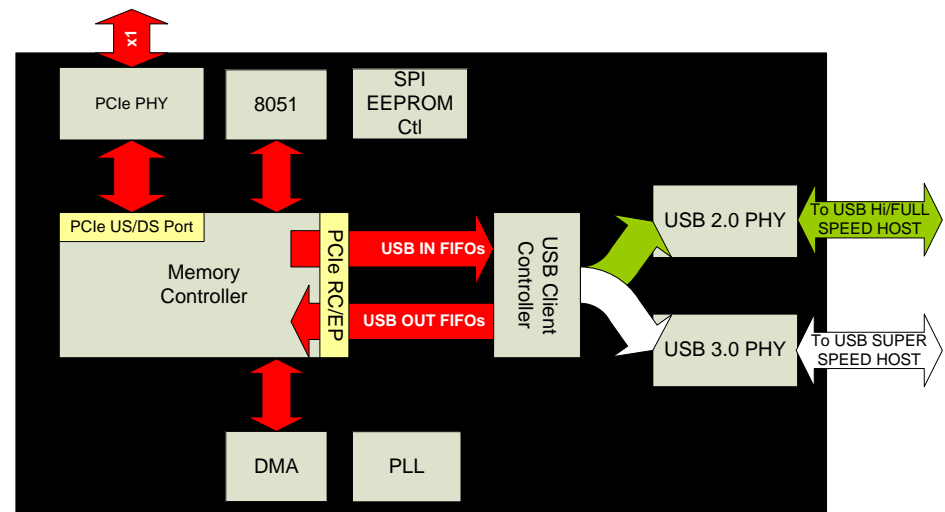 x1
PCIe PHY
8051
SPI
EEPROM
Ctl
PCIe US/DS Port
Memory
Controller
PCIe RC/EP
USB IN FIFOs
USB OUT FIFOs
USB Client
Controller
USB 2.0 PHY
To USB Hi/FULL
SPEED HOST
USB 3.0 PHY
To USB SUPER
SPEED HOST
DMA
PLL